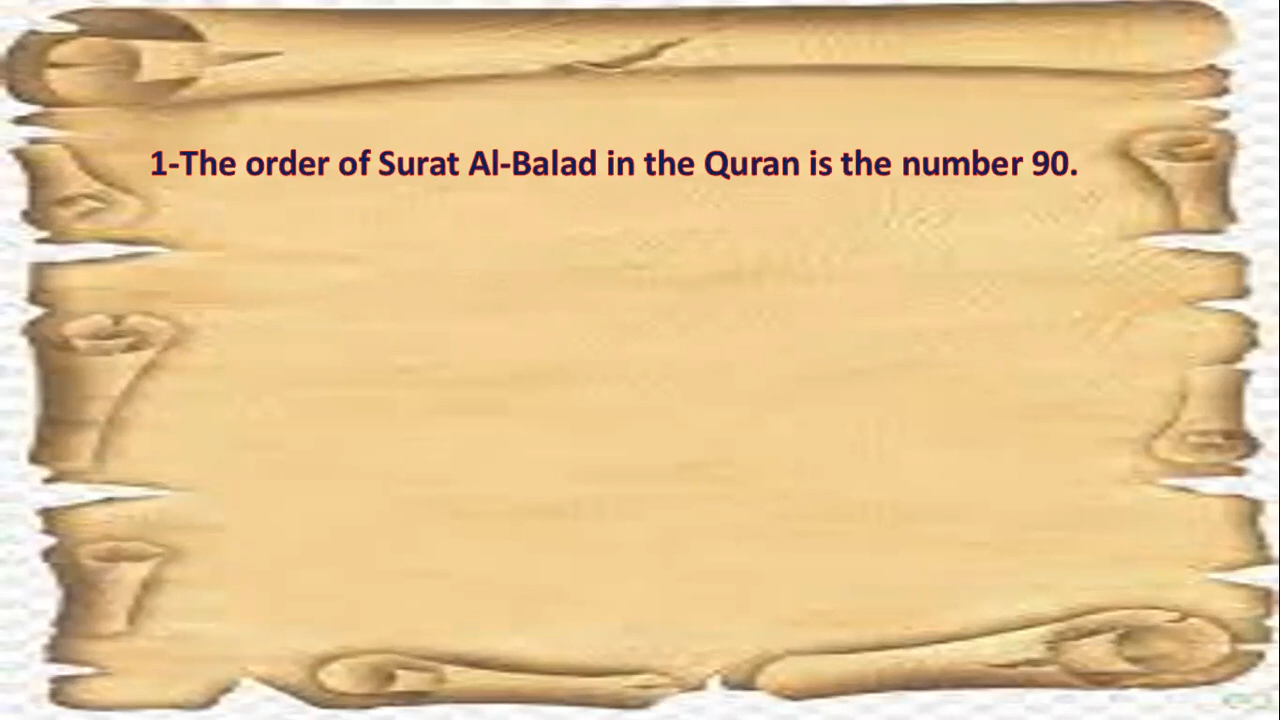 1-The order of Surat Al-Balad in the Quran is the number 90.